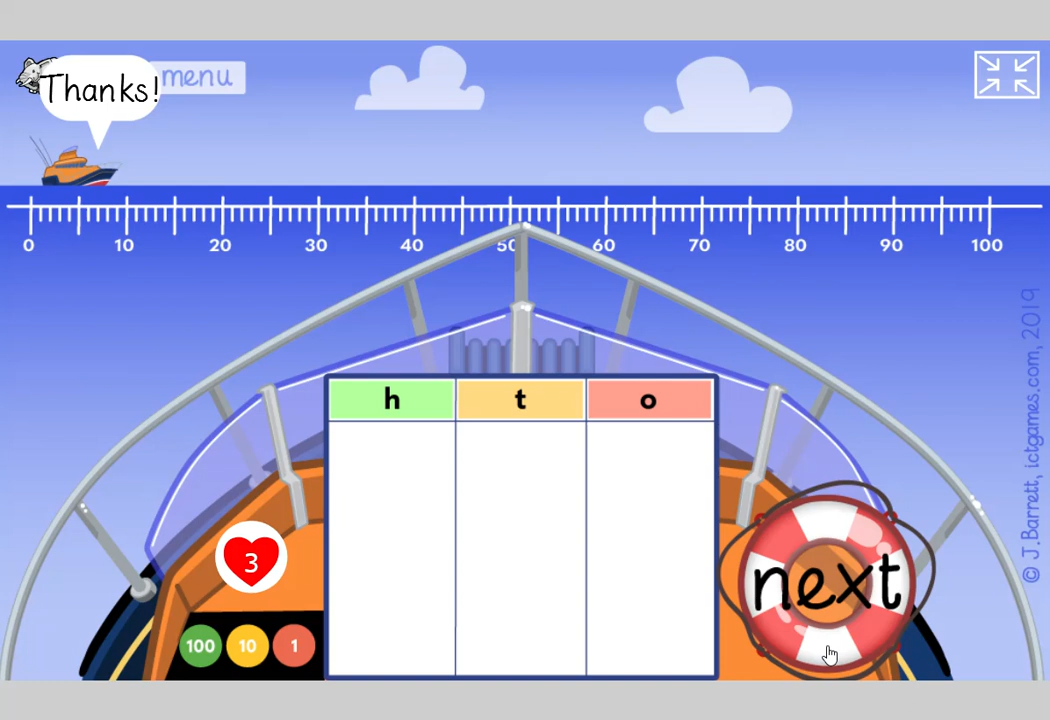 Thanks!
menu
0 10 20 30 40 50 60 70 80 90 100
h t o
3
next
100 10 1
© J.Barrett, ictgames.com, 2019